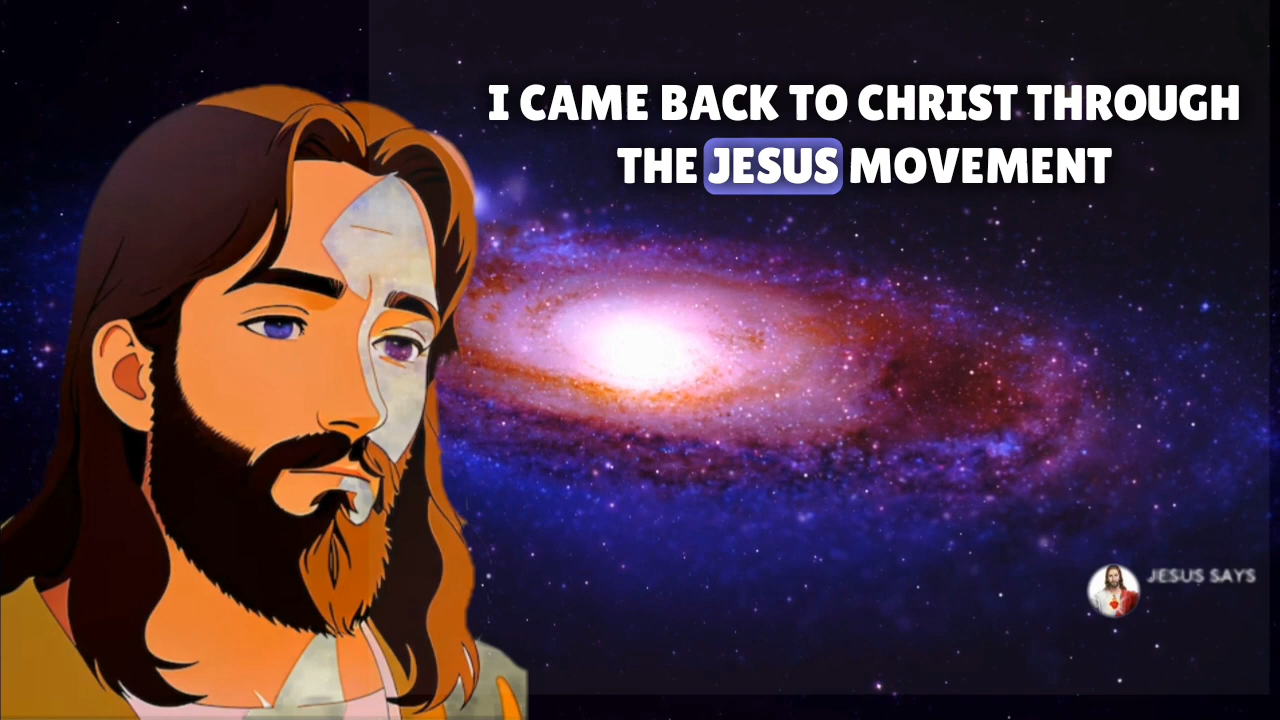 I CAME BACK TO CHRIST THROUGH
THE JESUS MOVEMENT
JESUS SAYS